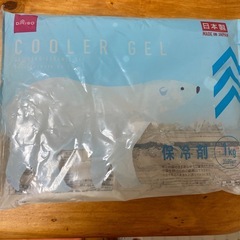 DAISO
日本製
MADE IN JAPAN
COOLER GEL
保冷剤
1kg